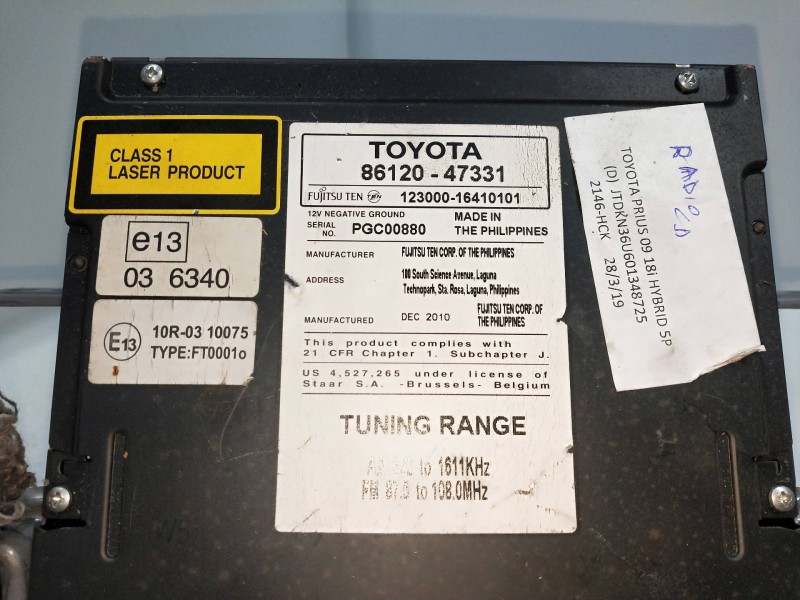 CLASS 1
LASER PRODUCT
e13
03 6340
E13
10R-03 10075
TYPE:FT0001o
TOYOTA
86120 - 47331
FUJITSU TEN 123000-16410101
12V NEGATIVE GROUND
SERIAL NO. PGC00880
MADE IN THE PHILIPPINES
MANUFACTURER FUJITSU TEN CORP. OF THE PHILIPPINES
ADDRESS 100 South Science Avenue, Laguna
Technopark, Sta. Rosa, Laguna, Philippines
MANUFACTURED DEC 2010 FUJITSU TEN CORP. OF
THE PHILIPPINES
This product complies with
21 CFR Chapter 1. Subchapter J.
US 4,527,265 under license of
Staar S.A. -Brussels- Belgium
TUNING RANGE
to 1611KHz
FM 87.5 to 108.0MHz
RADIO CD
TOYOTA PRIUS 09 18i HYBRID 5P
(D) JTDKN36U601348725
2146-HCK 28/3/19